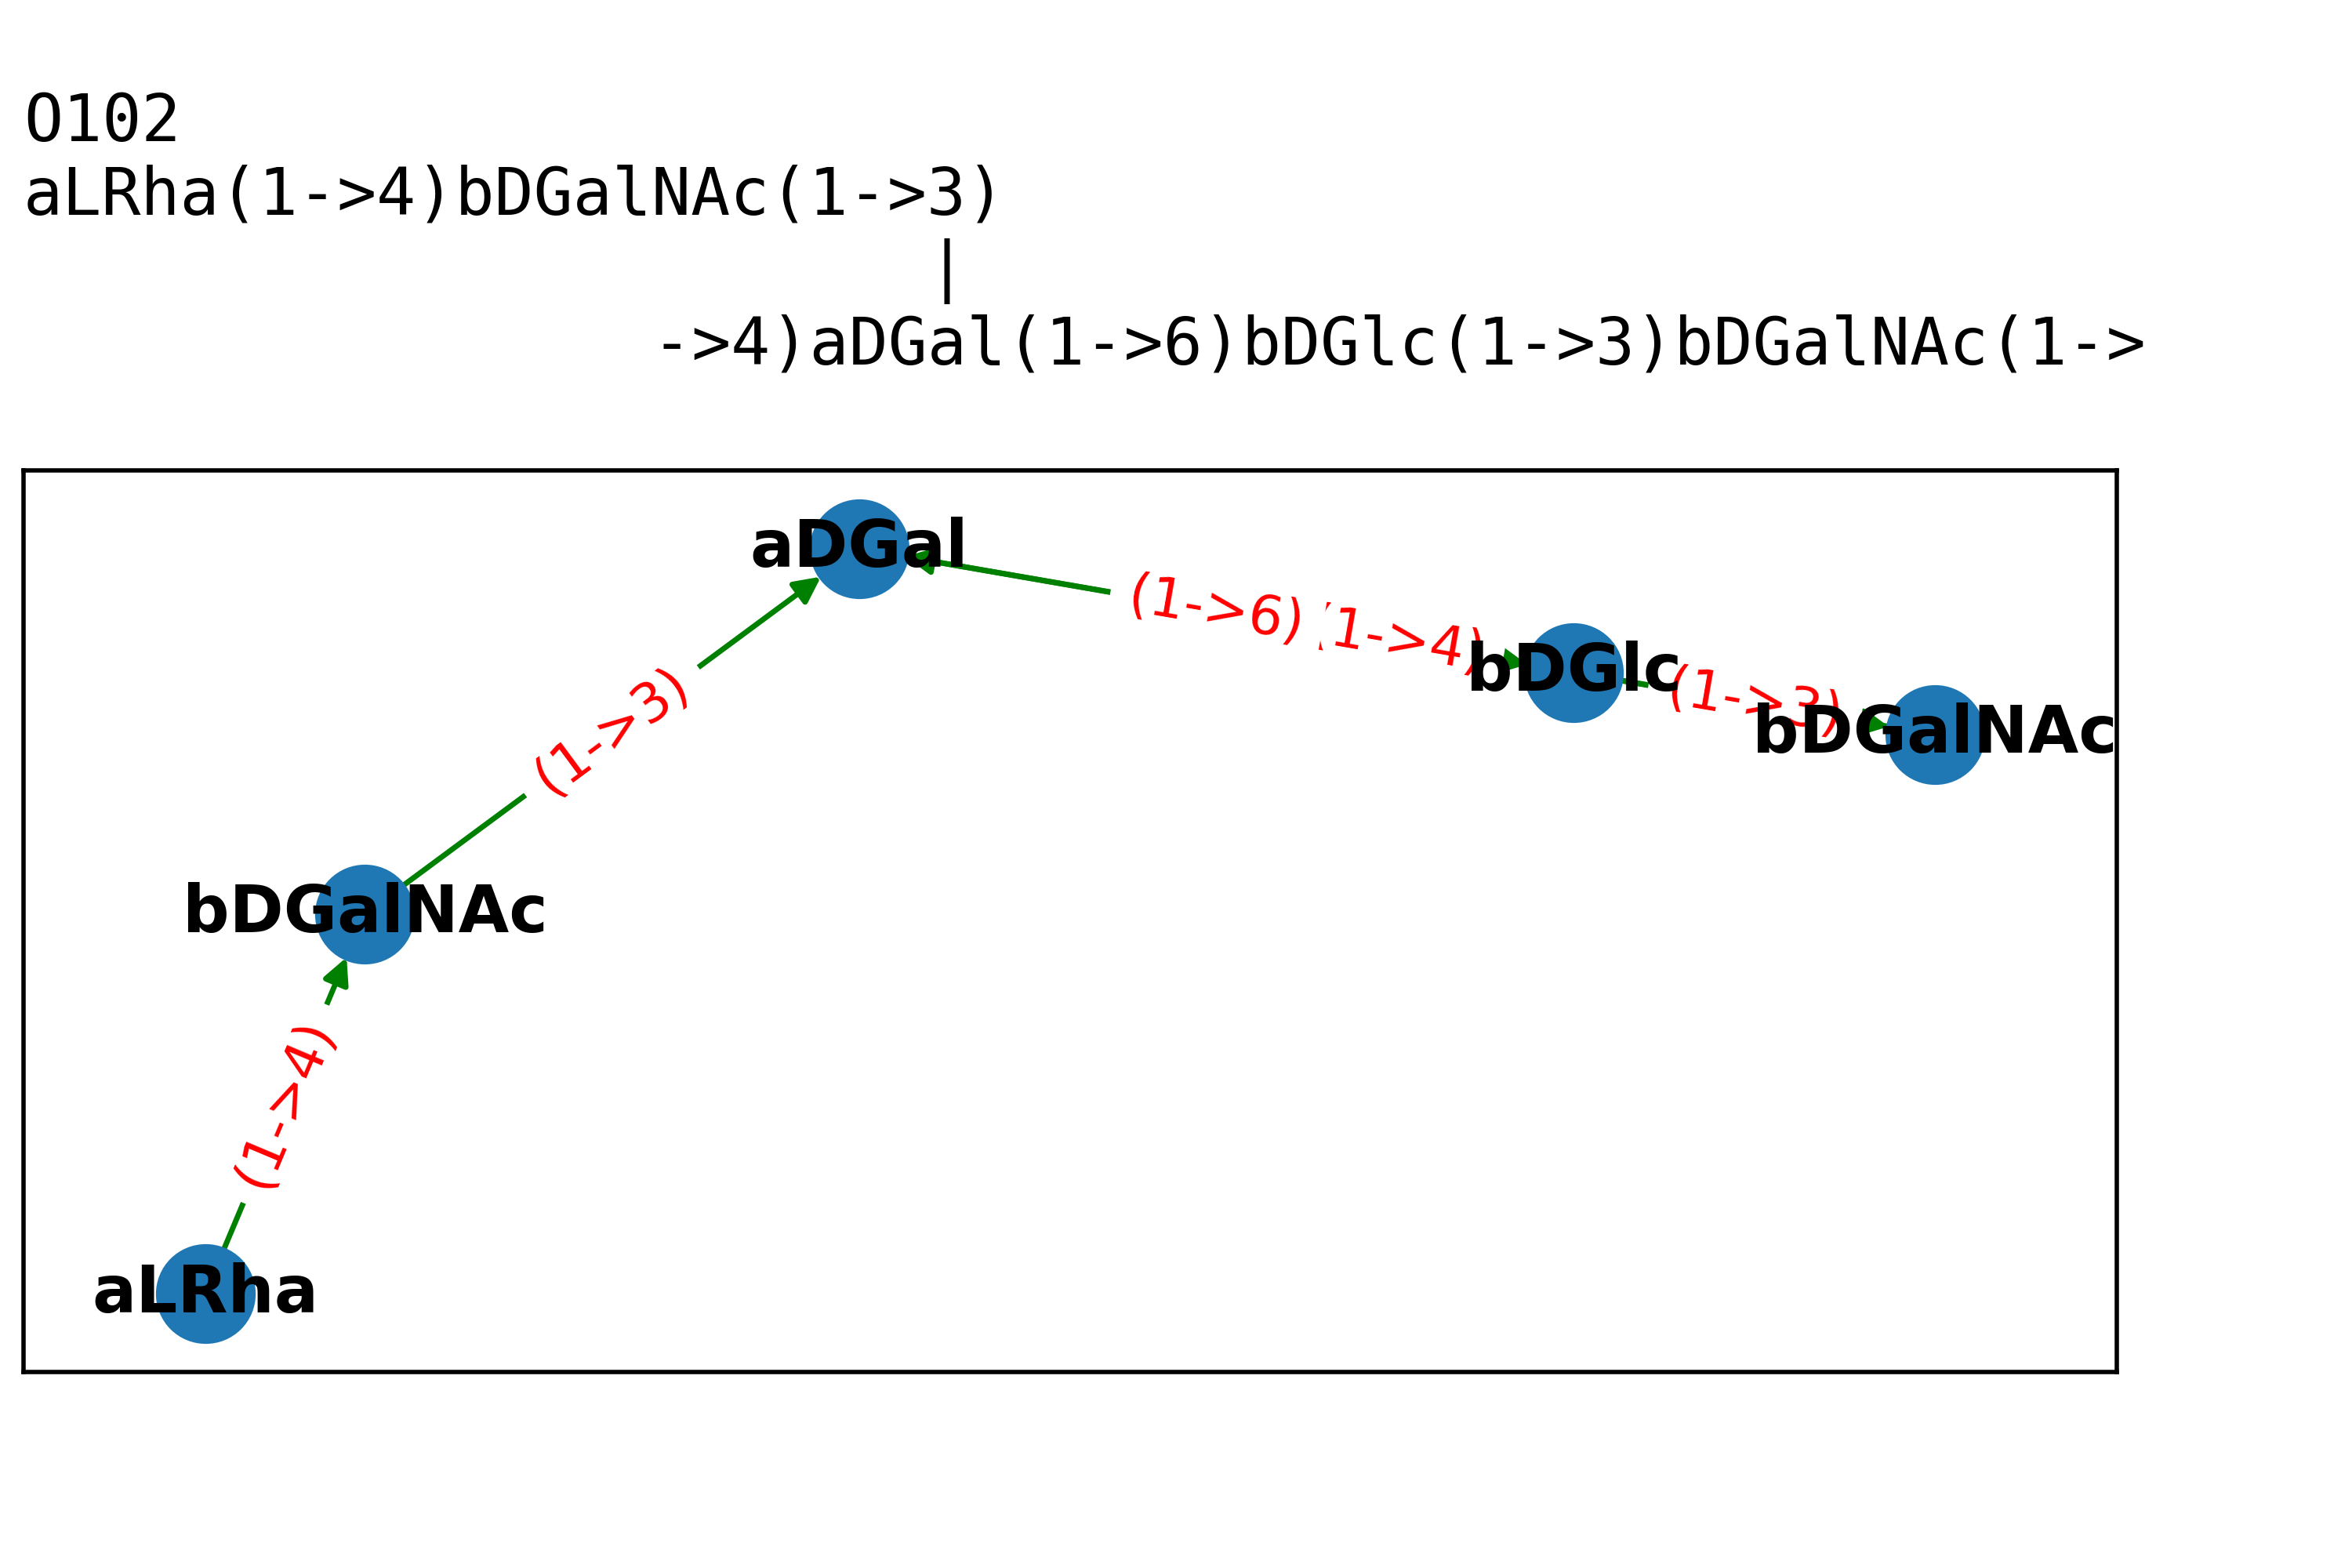 O102
aLRha(1->4)bDGalNAc(1->3)
|
->4)aDGal(1->6)bDGlc(1->3)bDGalNAc(1->
aDGal
(1->6)
(1->4)
bDGlc
(1->3)
bDGalNAc
(1->3)
bDGalNAc
(1->4)
aLRha